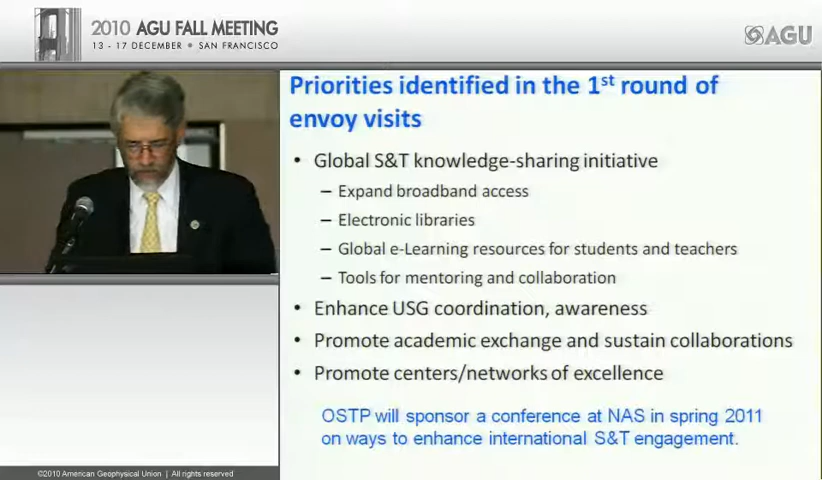 2010 AGU FALL MEETING
13 - 17 DECEMBER • SAN FRANCISCO
AGU
Priorities identified in the 1st round of
envoy visits
• Global S&T knowledge-sharing initiative
– Expand broadband access
– Electronic libraries
– Global e-Learning resources for students and teachers
– Tools for mentoring and collaboration
• Enhance USG coordination, awareness
• Promote academic exchange and sustain collaborations
• Promote centers/networks of excellence
OSTP will sponsor a conference at NAS in spring 2011
on ways to enhance international S&T engagement.
©2010 American Geophysical Union | All rights reserved